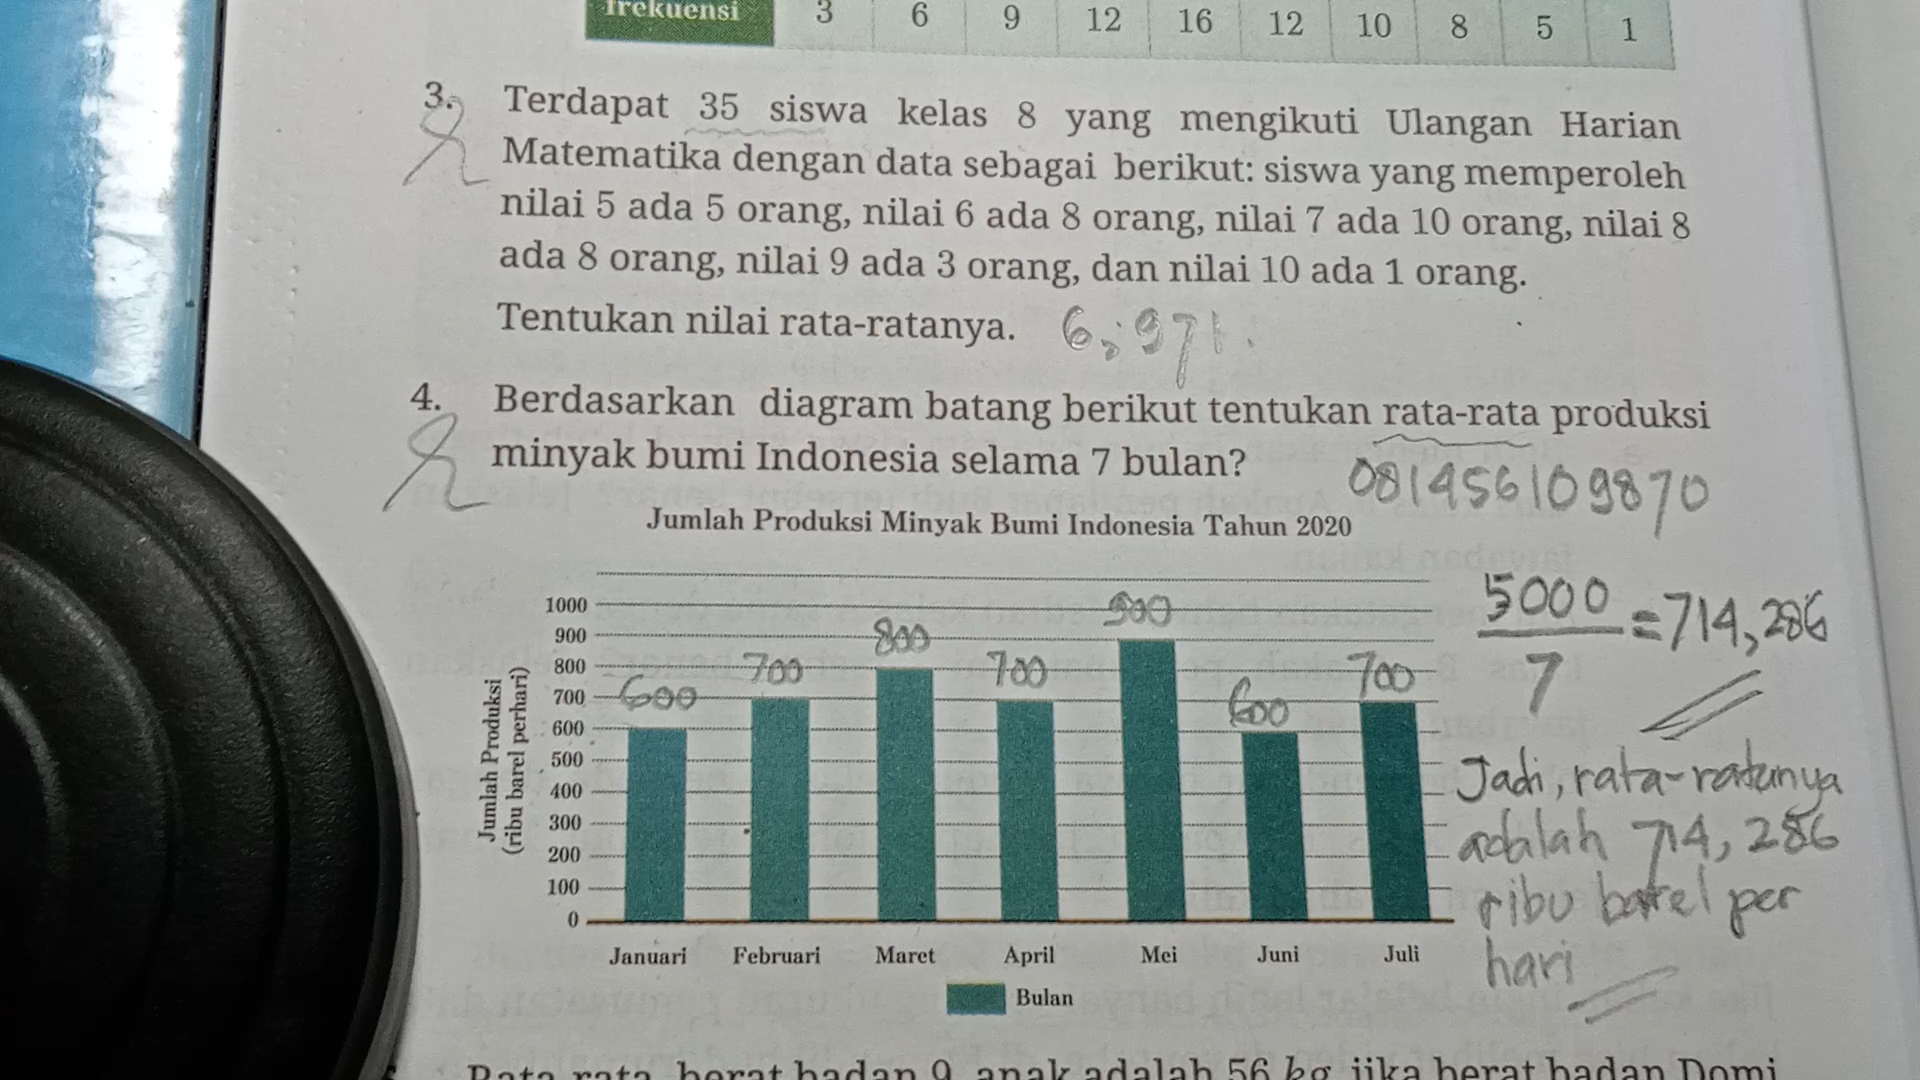 frekuensi 3 6 9 12 16 12 10 8 5 1
3. Terdapat 35 siswa kelas 8 yang mengikuti Ulangan Harian
Matematika dengan data sebagai berikut: siswa yang memperoleh
nilai 5 ada 5 orang, nilai 6 ada 8 orang, nilai 7 ada 10 orang, nilai 8
ada 8 orang, nilai 9 ada 3 orang, dan nilai 10 ada 1 orang.
Tentukan nilai rata-ratanya. 6,971.
4. Berdasarkan diagram batang berikut tentukan rata-rata produksi
minyak bumi Indonesia selama 7 bulan?
081456109870
Jumlah Produksi Minyak Bumi Indonesia Tahun 2020
Jumlah Produksi
(ribu barel perhari)
1000
900
800
700
600
500
400
300
200
100
0
600 700 800 700 900 600 700
Januari Februari Maret April Mei Juni Juli
Bulan
5000
7
=714,286
Jadi, rata-ratanya
adalah 714,286
ribu barel per
hari
Rata-rata berat badan 9 anak adalah 56 kg jika berat badan Domi